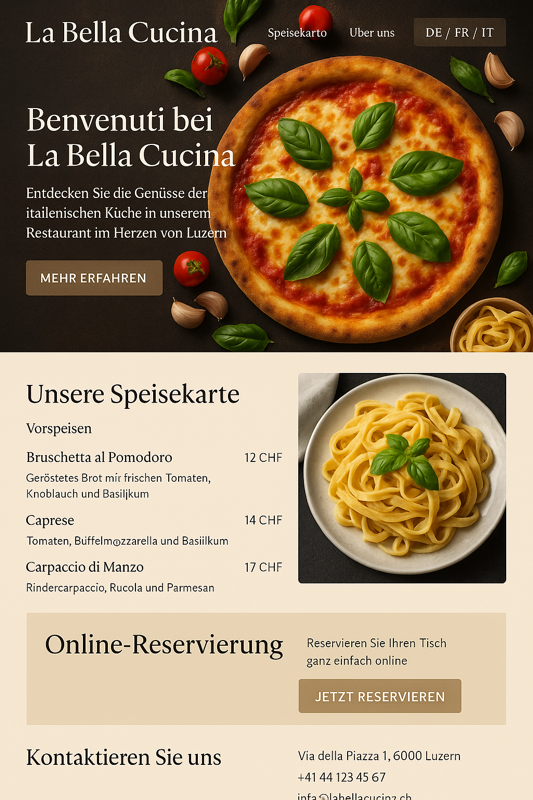 La Bella Cucina
Speisekarto
Uber uns
DE / FR / IT
Benvenuti bei
La Bella Cucina
Entdecken Sie die Genüsse der
itailenischen Küche in unserem
Restaurant im Herzen von Luzern
MEHR ERFAHREN
Unsere Speisekarte
Vorspeisen
Bruschetta al Pomodoro 12 CHF
Geröstetes Brot mir frischen Tomaten,
Knoblauch und Basiljkum
Caprese 14 CHF
Tomaten, Büffelmozzarella und Basiilkum
Carpaccio di Manzo 17 CHF
Rindercarpaccio, Rucola und Parmesan
Online-Reservierung
Reservieren Sie Ihren Tisch
ganz einfach online
JETZT RESERVIEREN
Kontaktieren Sie uns
Via della Piazza 1, 6000 Luzern
+41 44 123 45 67